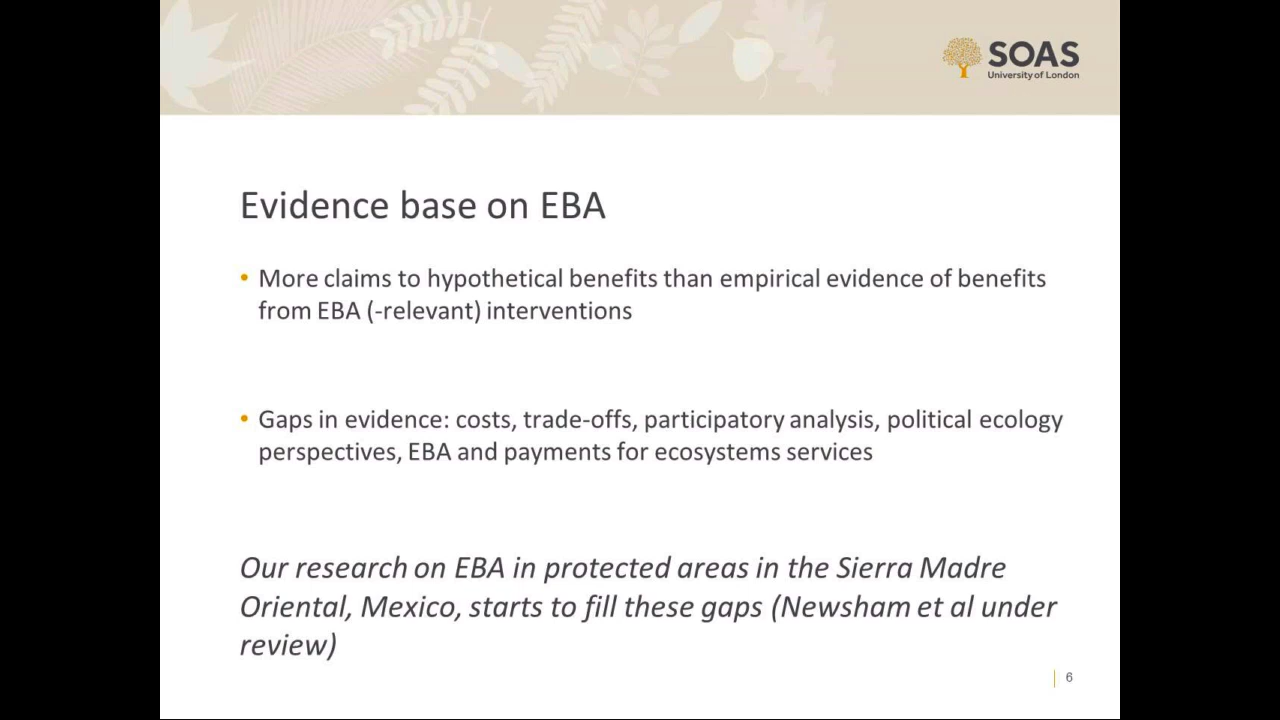 SOAS
University of London
Evidence base on EBA
• More claims to hypothetical benefits than empirical evidence of benefits
from EBA (-relevant) interventions
• Gaps in evidence: costs, trade-offs, participatory analysis, political ecology
perspectives, EBA and payments for ecosystems services
Our research on EBA in protected areas in the Sierra Madre
Oriental, Mexico, starts to fill these gaps (Newsham et al under
review)
6